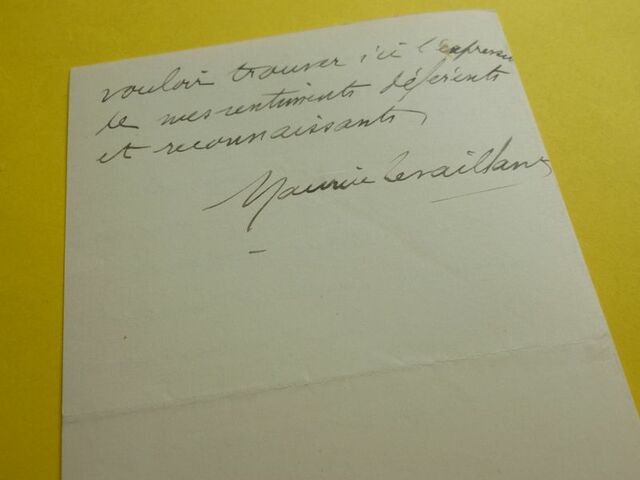 vouloir trouver ici l'expression
de mes sentiments déférents
et reconnaissants
Maurice Levaillant